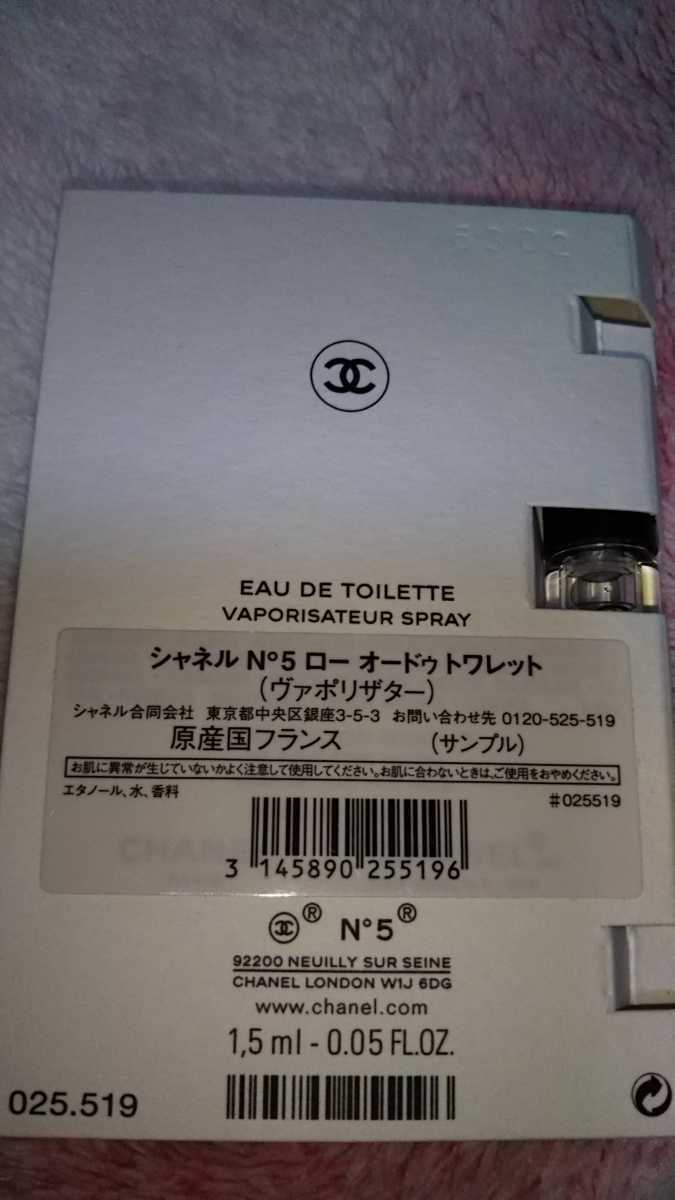 5302
EAU DE TOILETTE
VAPORISATEUR SPRAY
シャネル N°5 ロー オードゥ トワレット
(ヴァポリザター)
シャネル合同会社 東京都中央区銀座3-5-3 お問い合わせ先 0120-525-519
原産国フランス (サンプル)
お肌に異常が生じていないかよく注意して使用してください。お肌に合わないときは、ご使用をおやめください。
エタノール、水、香料 #025519
3 145890 255196
® N°5®
92200 NEUILLY SUR SEINE
CHANEL LONDON W1J 6DG
www.chanel.com
1,5 ml - 0.05 FL.OZ.
025.519